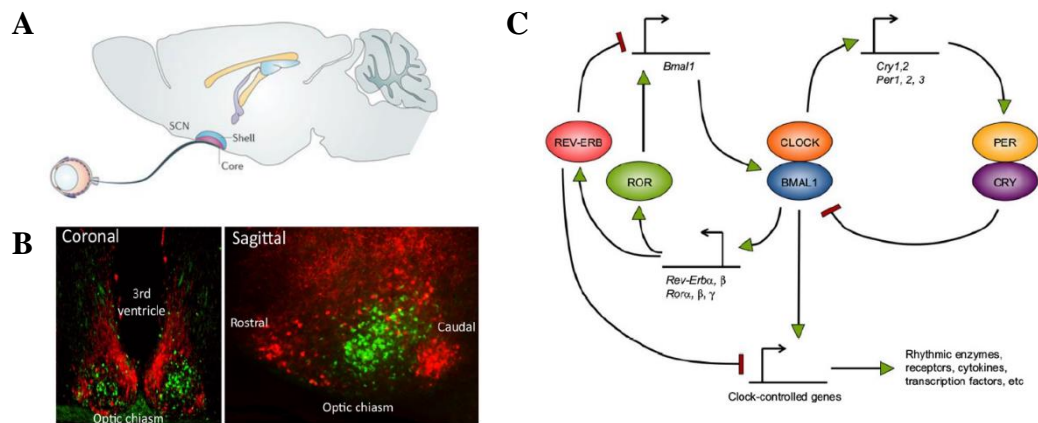 A
SCN
Shell
Core
B
Coronal
3rd
ventricle
Optic chiasm
Sagittal
Rostral
Caudal
Optic chiasm
C
Bmal1
Cry1,2
Per1, 2, 3
REV-ERB
ROR
CLOCK
BMAL1
PER
CRY
Rev-Erbα, β
Rorα, β, γ
Clock-controlled genes
Rhythmic enzymes,
receptors, cytokines,
transcription factors, etc